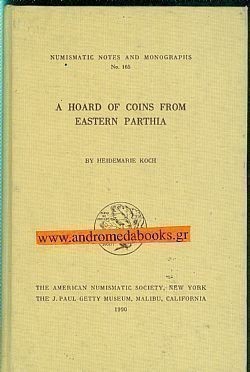 NUMISMATIC NOTES AND MONOGRAPHS
No. 165
A HOARD OF COINS FROM
EASTERN PARTHIA
BY HEIDEMARIE KOCH
www.andromedabooks.gr
THE AMERICAN NUMISMATIC SOCIETY, NEW YORK
THE J. PAUL GETTY MUSEUM, MALIBU, CALIFORNIA
1990